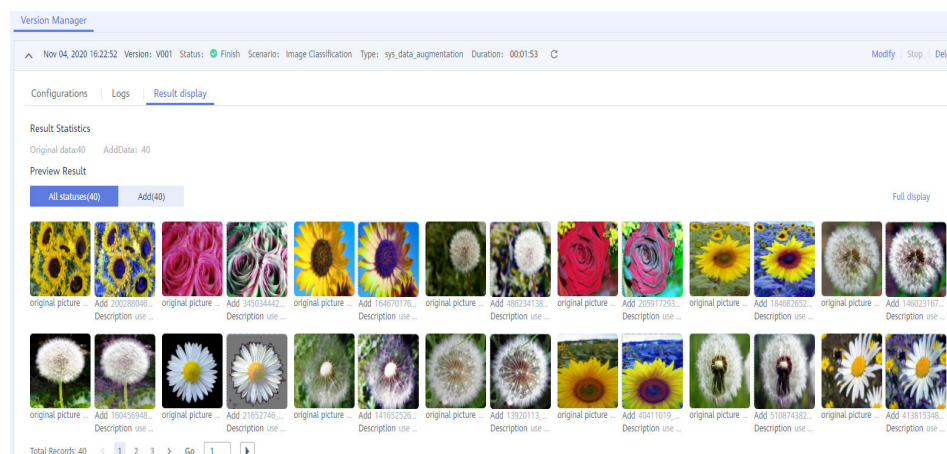 Version Manager
Nov 04, 2020 16:22:52 Version: V001 Status: Finish Scenario: Image Classification Type: sys_data_augmentation Duration: 00:01:53 Modify Stop Del
Configurations Logs Result display
Result Statistics
Original data:40 AddData: 40
Preview Result
All statuses(40) Add(40) Full display
original picture ... Add 200288046... original picture ... Add 345034442... original picture ... Add 164670176... original picture ... Add 486234138... original picture ... Add 205917293... original picture ... Add 184682652... original picture ... Add 146023167...
Description use ... Description use ... Description use ... Description use ... Description use ... Description use ... Description use ...
original picture ... Add 160456948... original picture ... Add 21652746_... original picture ... Add 141652526... original picture ... Add 13920113_... original picture ... Add 40411019_... original picture ... Add 510874382... original picture ... Add 413815348...
Description use ... Description use ... Description use ... Description use ... Description use ... Description use ... Description use ...
Total Records: 40 < 1 2 3 > Go 1